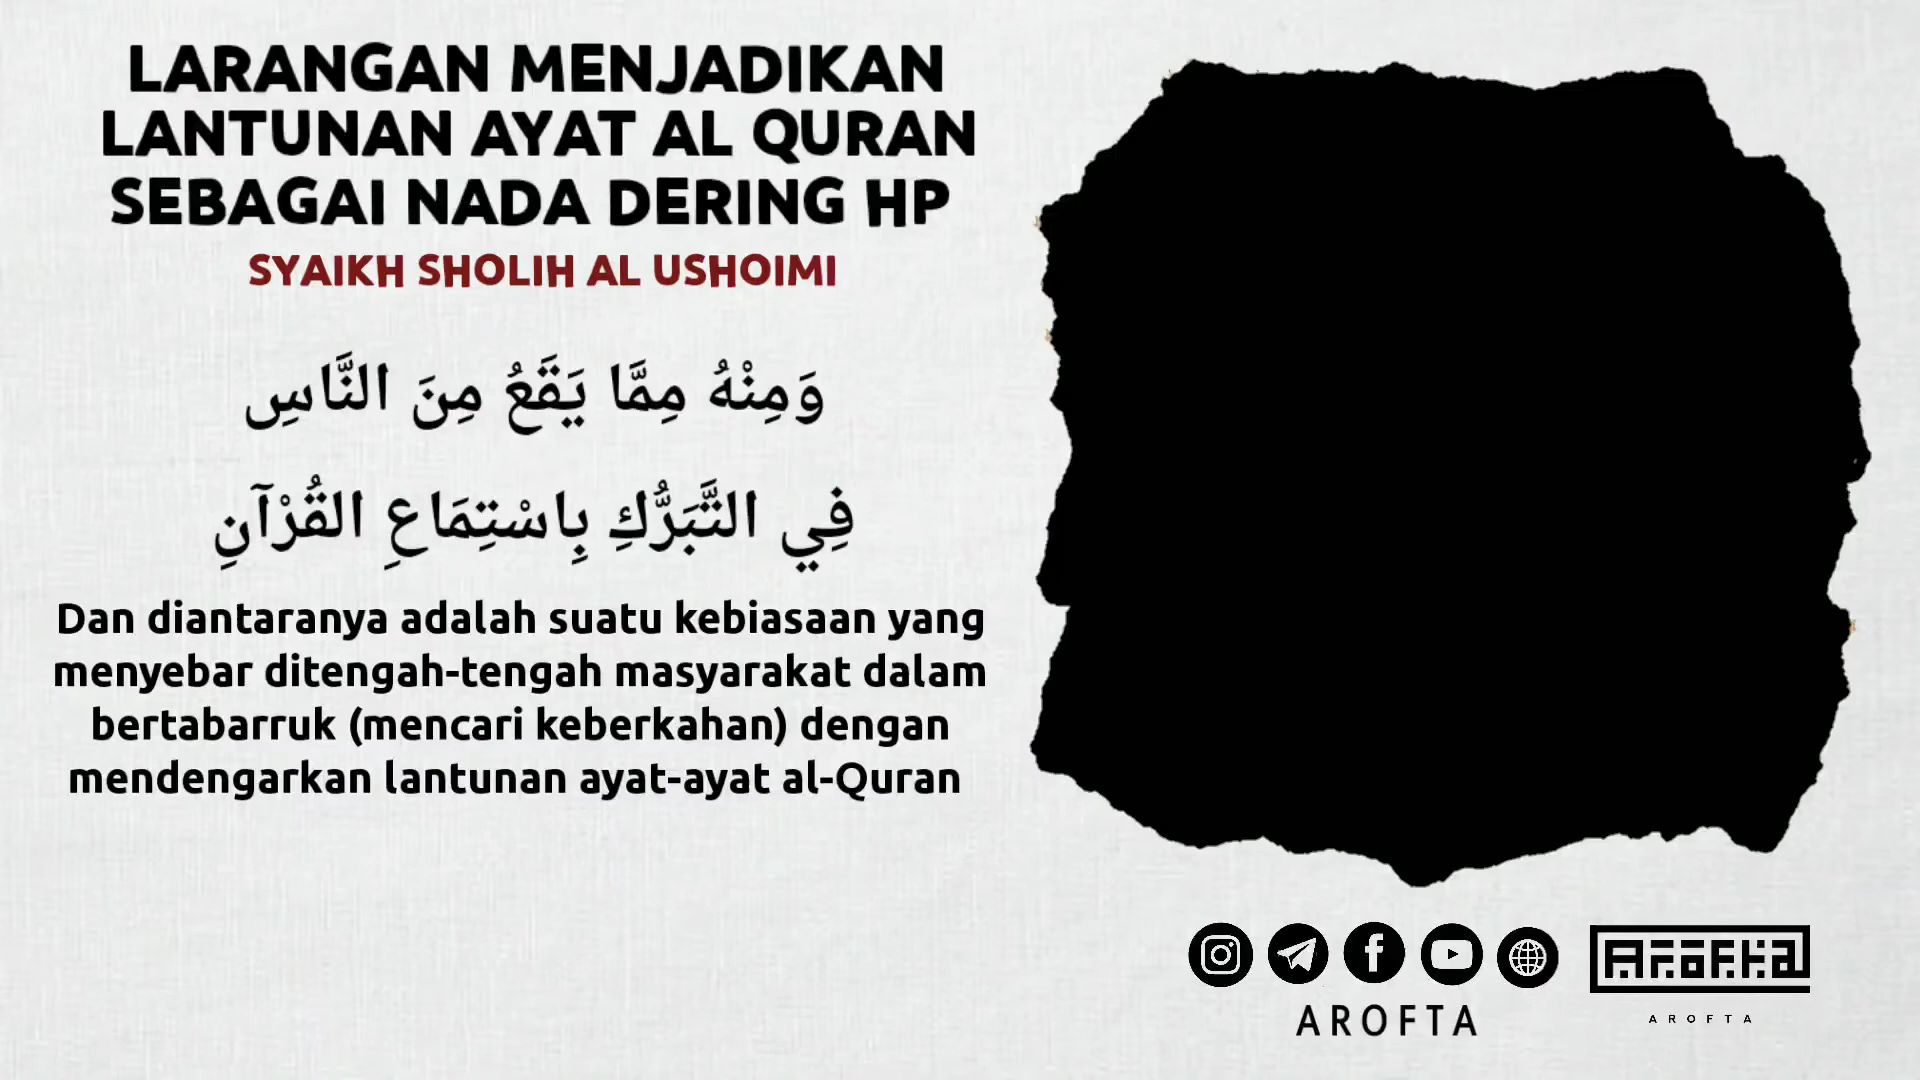 LARANGAN MENJADIKAN
LANTUNAN AYAT AL QURAN
SEBAGAI NADA DERING HP
SYAIKH SHOLIH AL USHOIMI
وَمِنْهُ مِمَّا يَقَعُ مِنَ النَّاسِ
فِي التَّبَرُّكِ بِاسْتِمَاعِ القُرْآنِ
Dan diantaranya adalah suatu kebiasaan yang
menyebar ditengah-tengah masyarakat dalam
bertabarruk (mencari keberkahan) dengan
mendengarkan lantunan ayat-ayat al-Quran
AROFTA
Arofta
AROFTA